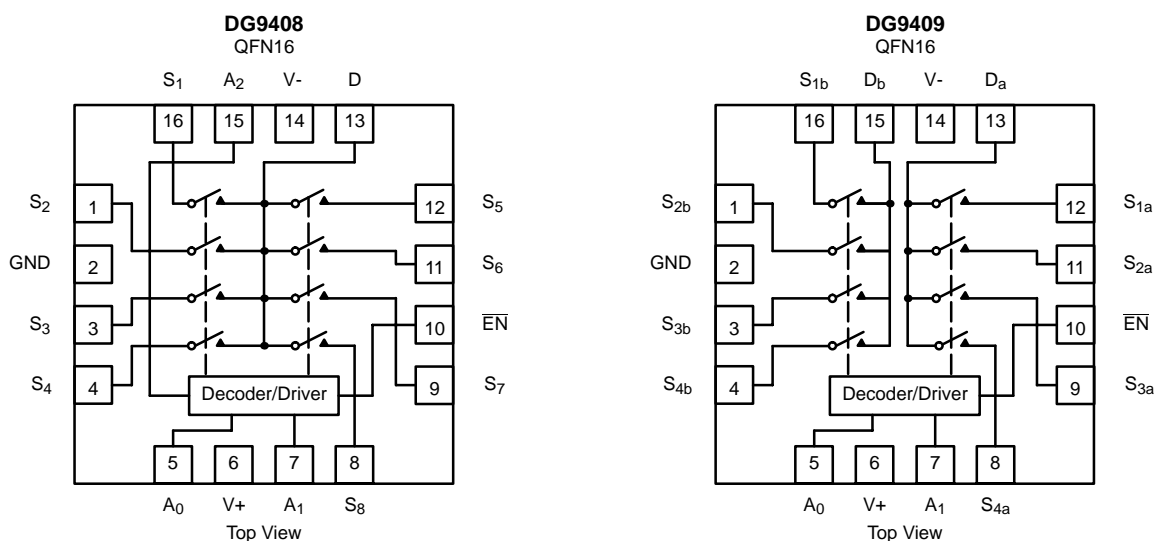 DG9408
QFN16
S1 A2 V- D
16 15 14 13
S2 1 12 S5
GND 2 11 S6
S3 3 10 EN
S4 4 9 S7
Decoder/Driver
5 6 7 8
A0 V+ A1 S8
Top View
DG9409
QFN16
S1b Db V- Da
16 15 14 13
S2b 1 12 S1a
GND 2 11 S2a
S3b 3 10 EN
S4b 4 9 S3a
Decoder/Driver
5 6 7 8
A0 V+ A1 S4a
Top View